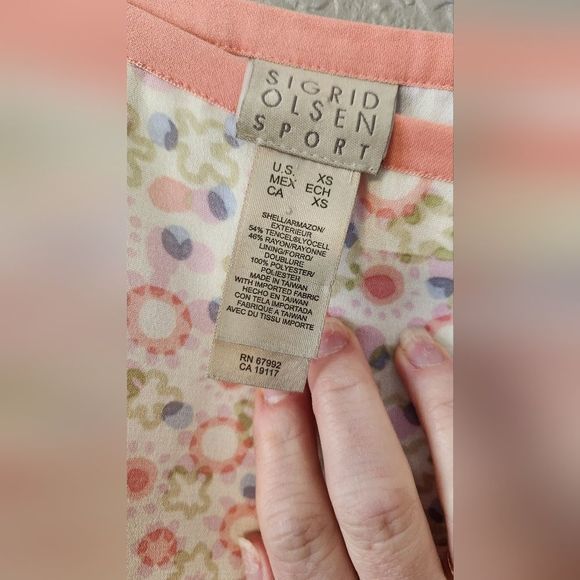 SIGRID
OLSEN
SPORT
U.S. XS
MEX ECH
CA XS
SHELL/ARMAZON/
EXTERIEUR
54% TENCEL&LYOCELL
46% RAYON/RAYONNE
LINING/FORRO/
DOUBLURE
100% POLYESTER/
POLIESTER
MADE IN TAIWAN
WITH IMPORTED FABRIC
HECHO EN TAIWAN
CON TELA IMPORTADA
FABRIQUE A TAIWAN
AVEC DU TISSU IMPORTE
RN 67992
CA 19117